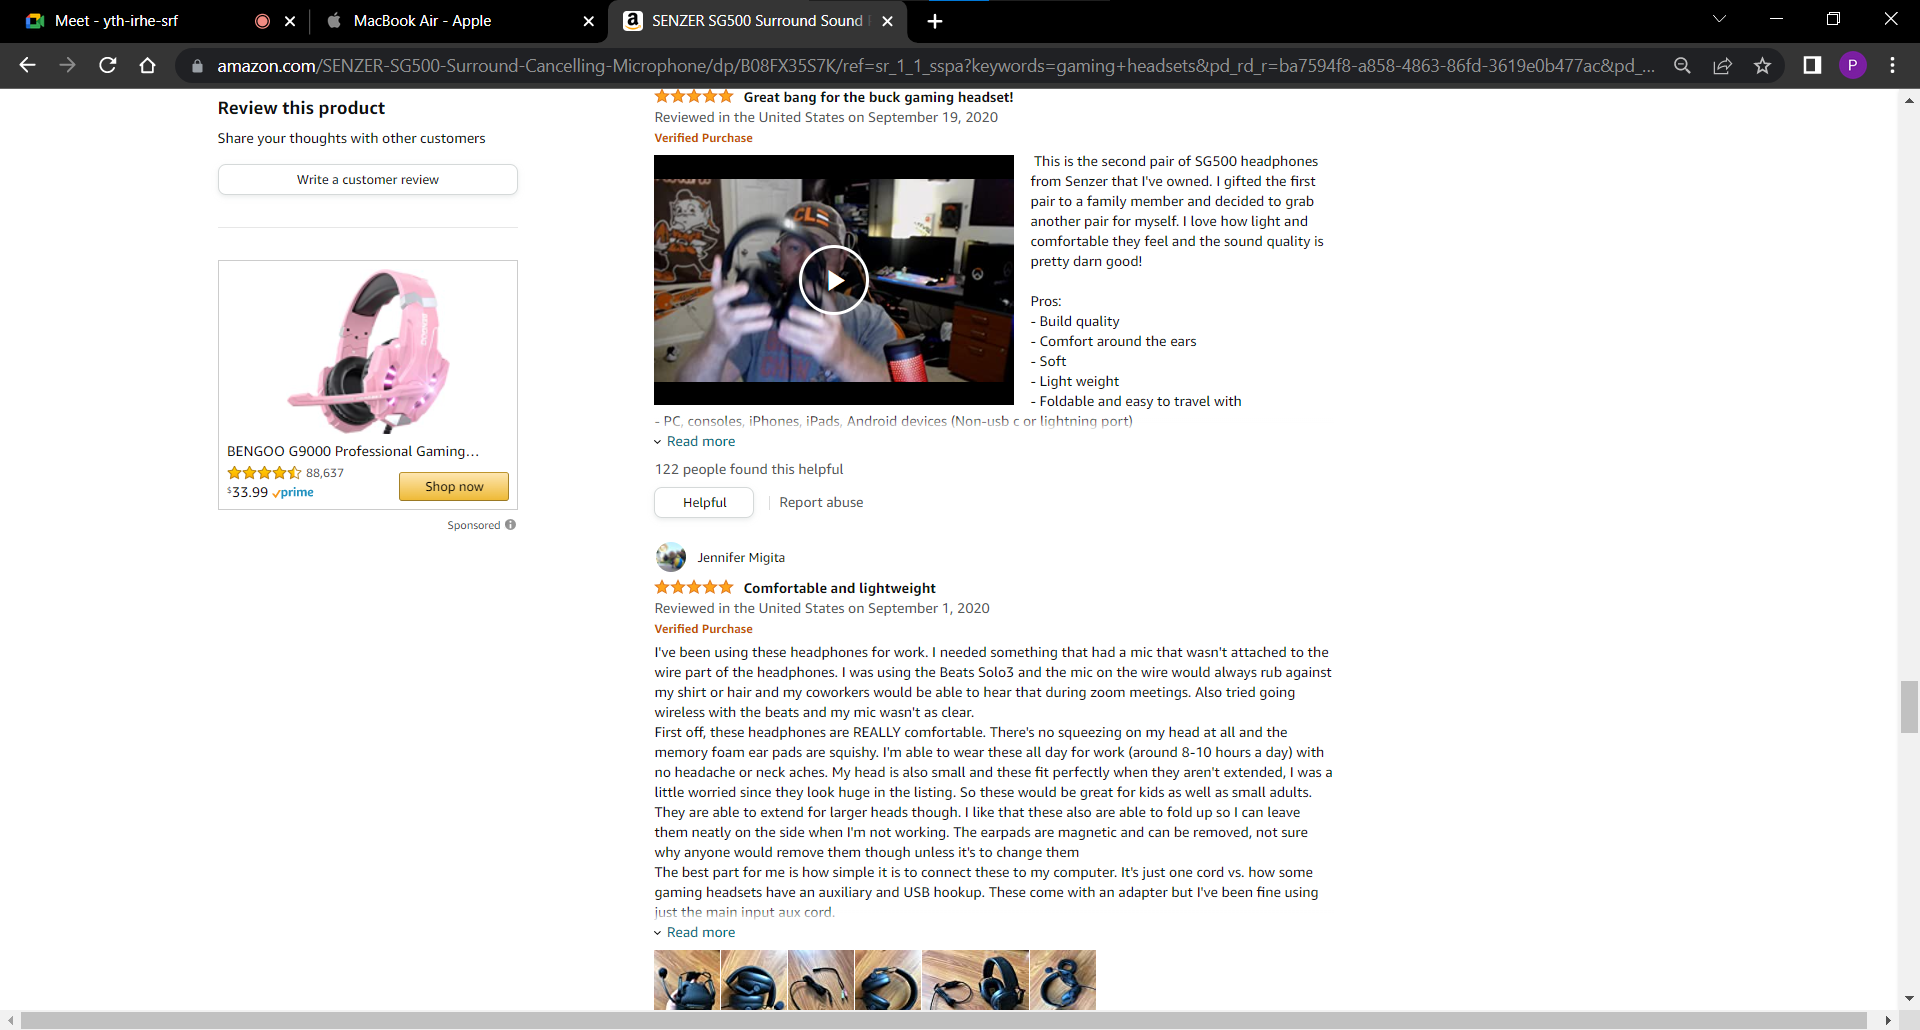 Meet - yth-irhe-srf
MacBook Air - Apple
SENZER SG500 Surround Sound
amazon.com/SENZER-SG500-Surround-Cancelling-Microphone/dp/B08FX35S7K/ref=sr_1_1_sspa?keywords=gaming+headsets&pd_rd_r=ba7594f8-a858-4863-86fd-3619e0b477ac&pd_...
P
Review this product
Share your thoughts with other customers
Write a customer review
BENGOO G9000 Professional Gaming...
88,637
$33.99 prime
Shop now
Sponsored
Great bang for the buck gaming headset!
Reviewed in the United States on September 19, 2020
Verified Purchase
CLE
This is the second pair of SG500 headphones
from Senzer that I've owned. I gifted the first
pair to a family member and decided to grab
another pair for myself. I love how light and
comfortable they feel and the sound quality is
pretty darn good!
Pros:
- Build quality
- Comfort around the ears
- Soft
- Light weight
- Foldable and easy to travel with
- PC, consoles, iPhones, iPads, Android devices (Non-usb c or lightning port)
Read more
122 people found this helpful
Helpful
Report abuse
Jennifer Migita
Comfortable and lightweight
Reviewed in the United States on September 1, 2020
Verified Purchase
I've been using these headphones for work. I needed something that had a mic that wasn't attached to the
wire part of the headphones. I was using the Beats Solo3 and the mic on the wire would always rub against
my shirt or hair and my coworkers would be able to hear that during zoom meetings. Also tried going
wireless with the beats and my mic wasn't as clear.
First off, these headphones are REALLY comfortable. There's no squeezing on my head at all and the
memory foam ear pads are squishy. I'm able to wear these all day for work (around 8-10 hours a day) with
no headache or neck aches. My head is also small and these fit perfectly when they aren't extended, I was a
little worried since they look huge in the listing. So these would be great for kids as well as small adults.
They are able to extend for larger heads though. I like that these also are able to fold up so I can leave
them neatly on the side when I'm not working. The earpads are magnetic and can be removed, not sure
why anyone would remove them though unless it's to change them
The best part for me is how simple it is to connect these to my computer. It's just one cord vs. how some
gaming headsets have an auxiliary and USB hookup. These come with an adapter but I've been fine using
just the main input aux cord.
Read more